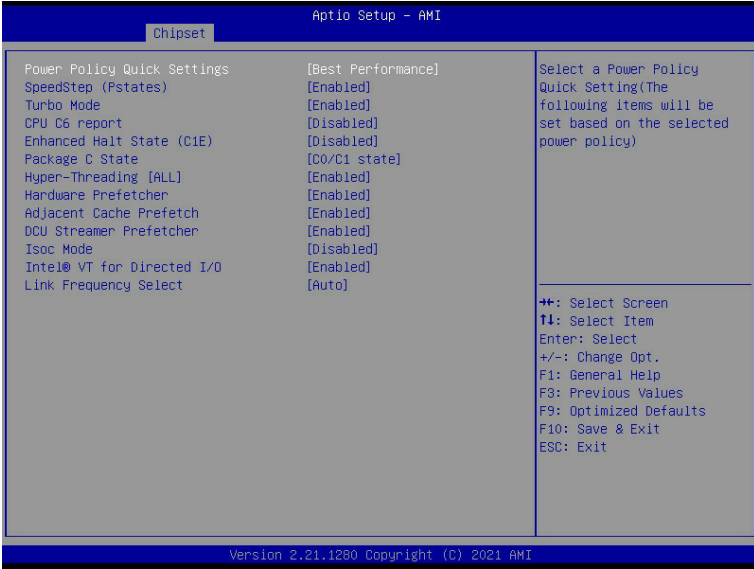 Aptio Setup – AMI
Chipset
Power Policy Quick Settings [Best Performance]
SpeedStep (Pstates) [Enabled]
Turbo Mode [Enabled]
CPU C6 report [Disabled]
Enhanced Halt State (C1E) [Disabled]
Package C State [C0/C1 state]
Hyper-Threading [ALL] [Enabled]
Hardware Prefetcher [Enabled]
Adjacent Cache Prefetch [Enabled]
DCU Streamer Prefetcher [Enabled]
Isoc Mode [Disabled]
Intel® VT for Directed I/O [Enabled]
Link Frequency Select [Auto]
Select a Power Policy
Quick Setting(The
following items will be
set based on the selected
power policy)
→←: Select Screen
↑↓: Select Item
Enter: Select
+/-: Change Opt.
F1: General Help
F3: Previous Values
F9: Optimized Defaults
F10: Save & Exit
ESC: Exit
Version 2.21.1280 Copyright (C) 2021 AMI